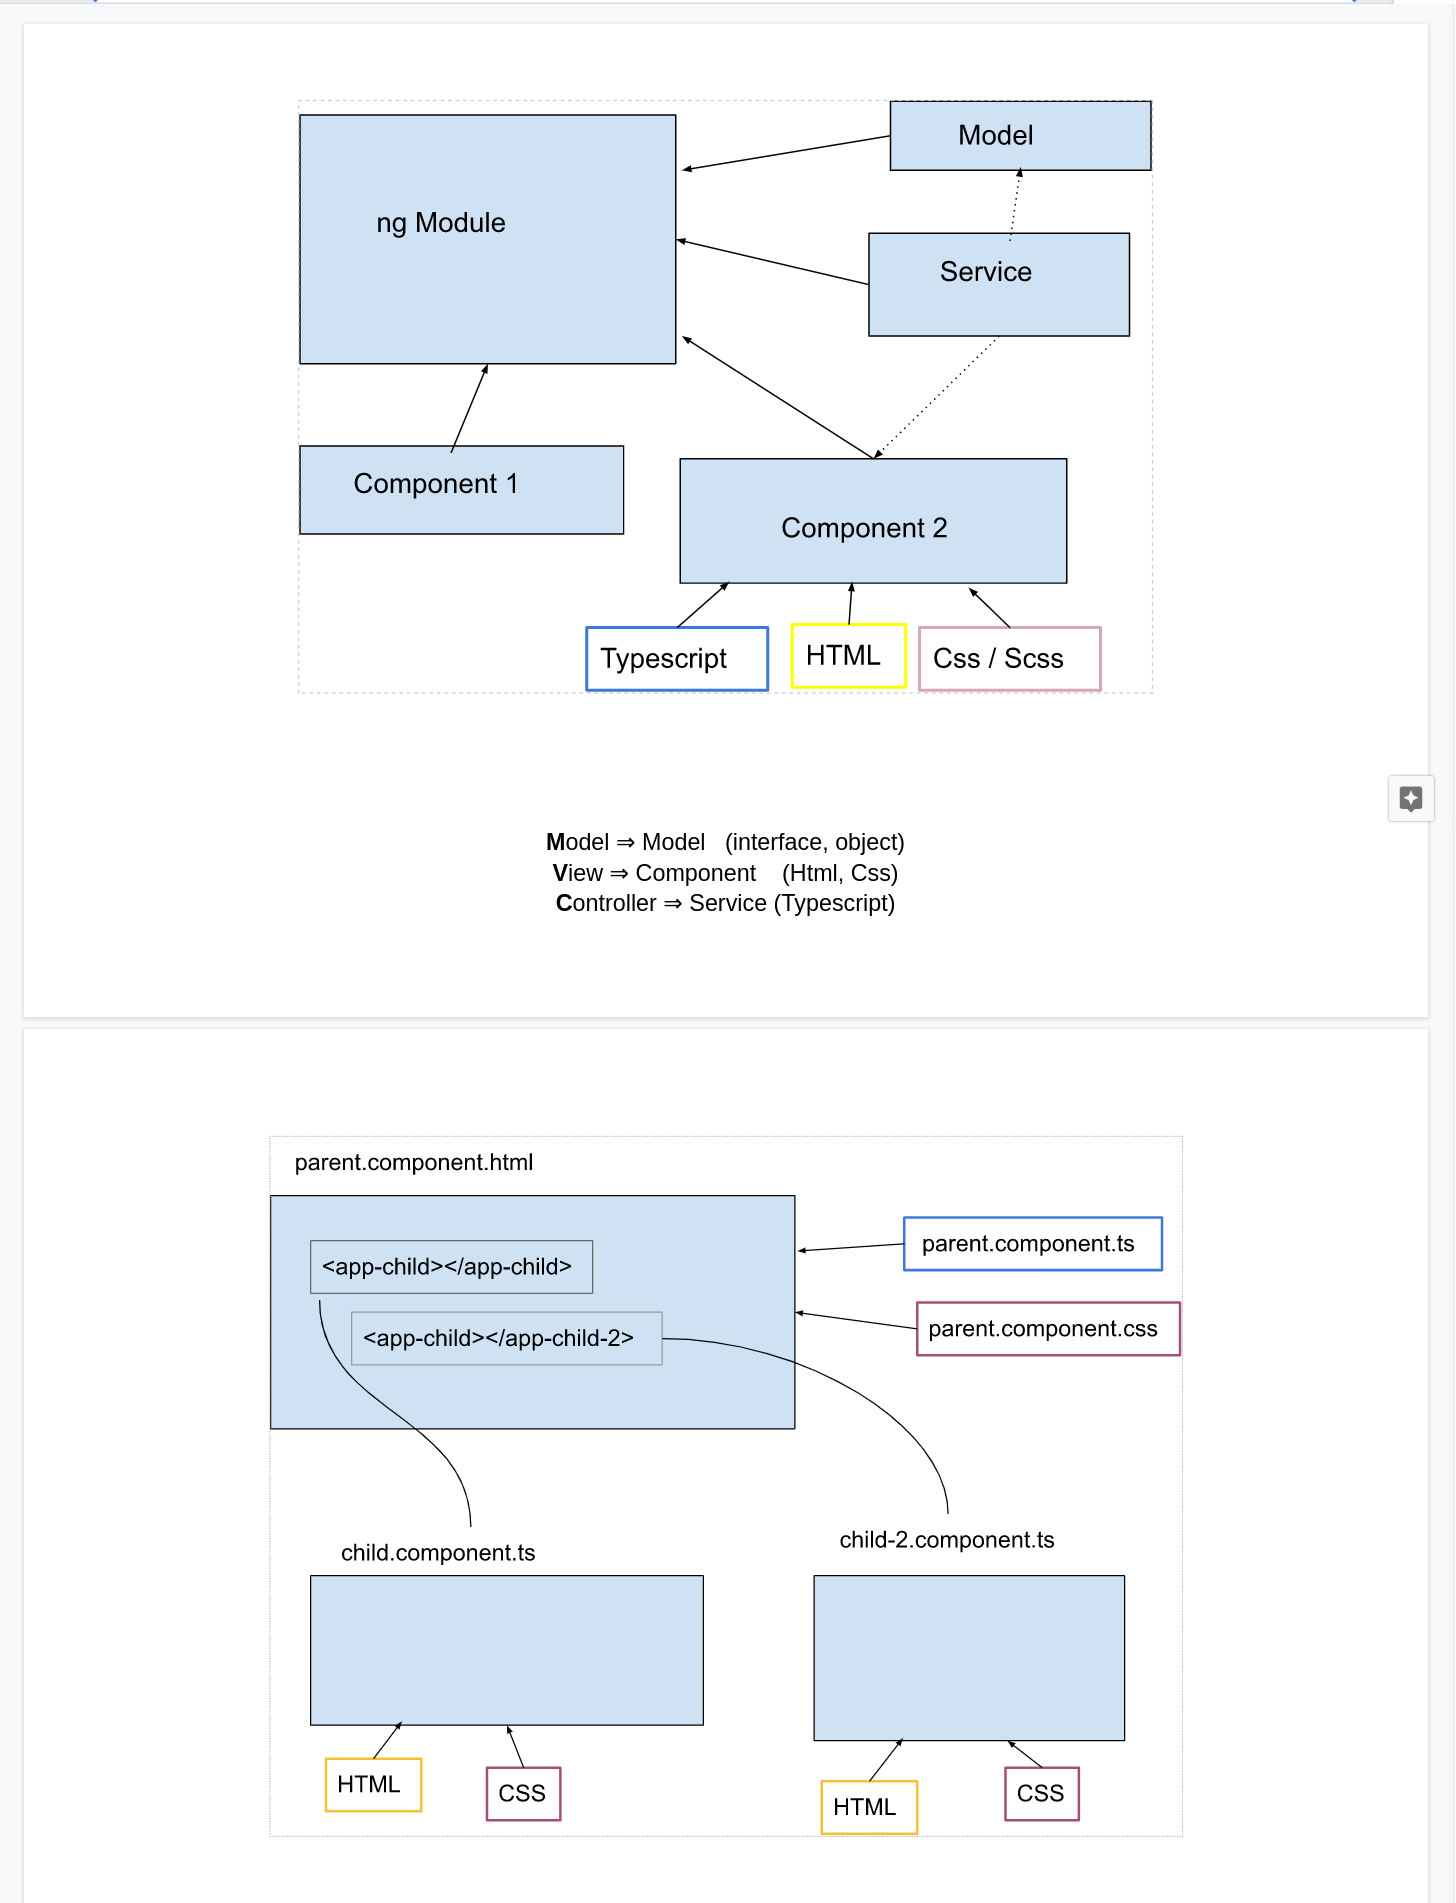 Model
ng Module
Service
Component 1
Component 2
Typescript
HTML
Css / Scss
Model ⇒ Model (interface, object)
View ⇒ Component (Html, Css)
Controller ⇒ Service (Typescript)
parent.component.html
parent.component.ts
<app-child></app-child>
parent.component.css
<app-child></app-child-2>
child-2.component.ts
child.component.ts
HTML
CSS
HTML
CSS